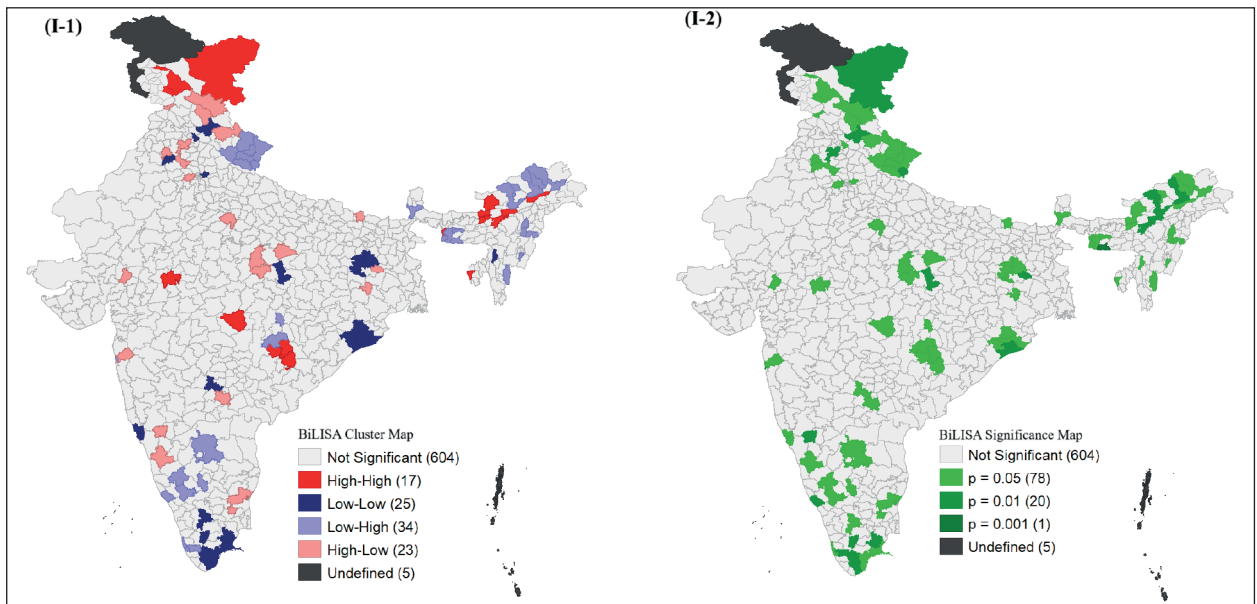 (I-1)
BiLISA Cluster Map
Not Significant (604)
High-High (17)
Low-Low (25)
Low-High (34)
High-Low (23)
Undefined (5)
(I-2)
BiLISA Significance Map
Not Significant (604)
p = 0.05 (78)
p = 0.01 (20)
p = 0.001 (1)
Undefined (5)